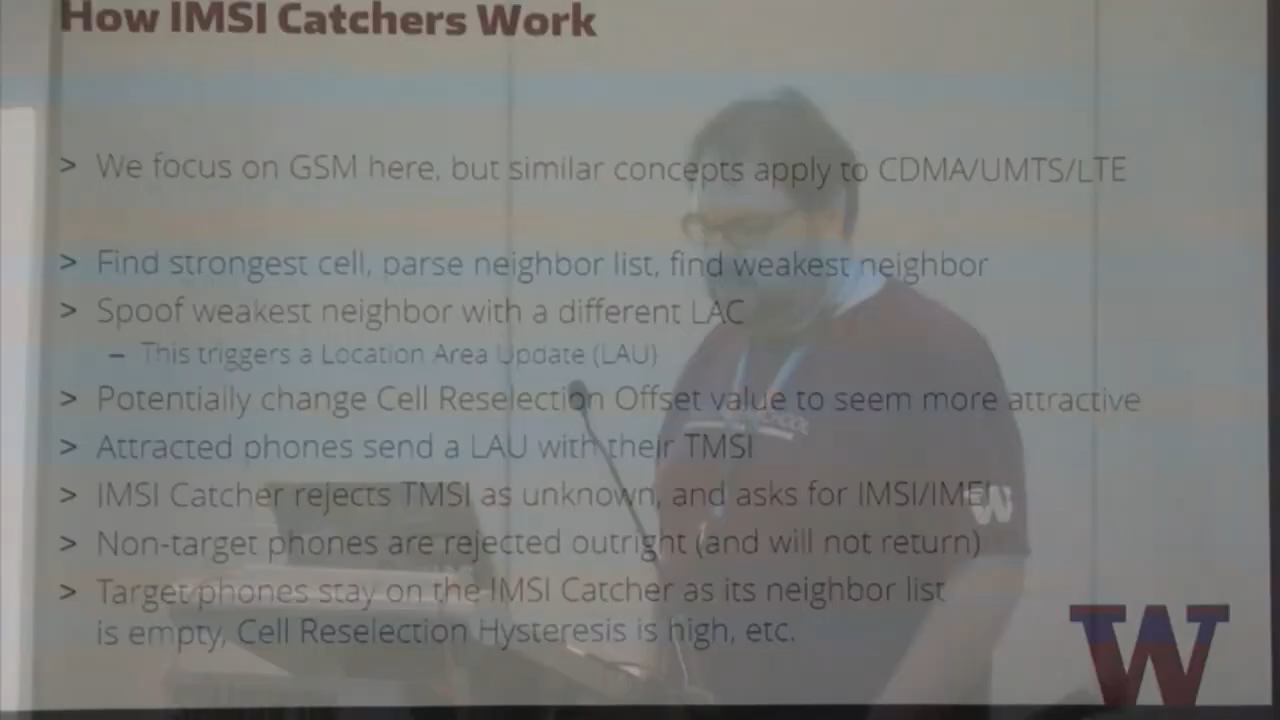 How IMSI Catchers Work
> We focus on GSM here, but similar concepts apply to CDMA/UMTS/LTE
> Find strongest cell, parse neighbor list, find weakest neighbor
> Spoof weakest neighbor with a different LAC
– This triggers a Location Area Update (LAU)
> Potentially change Cell Reselection Offset value to seem more attractive
> Attracted phones send a LAU with their TMSI
> IMSI Catcher rejects TMSI as unknown, and asks for IMSI/IMEI
> Non-target phones are rejected outright (and will not return)
> Target phones stay on the IMSI Catcher as its neighbor list
is empty, Cell Reselection Hysteresis is high, etc.
W
W